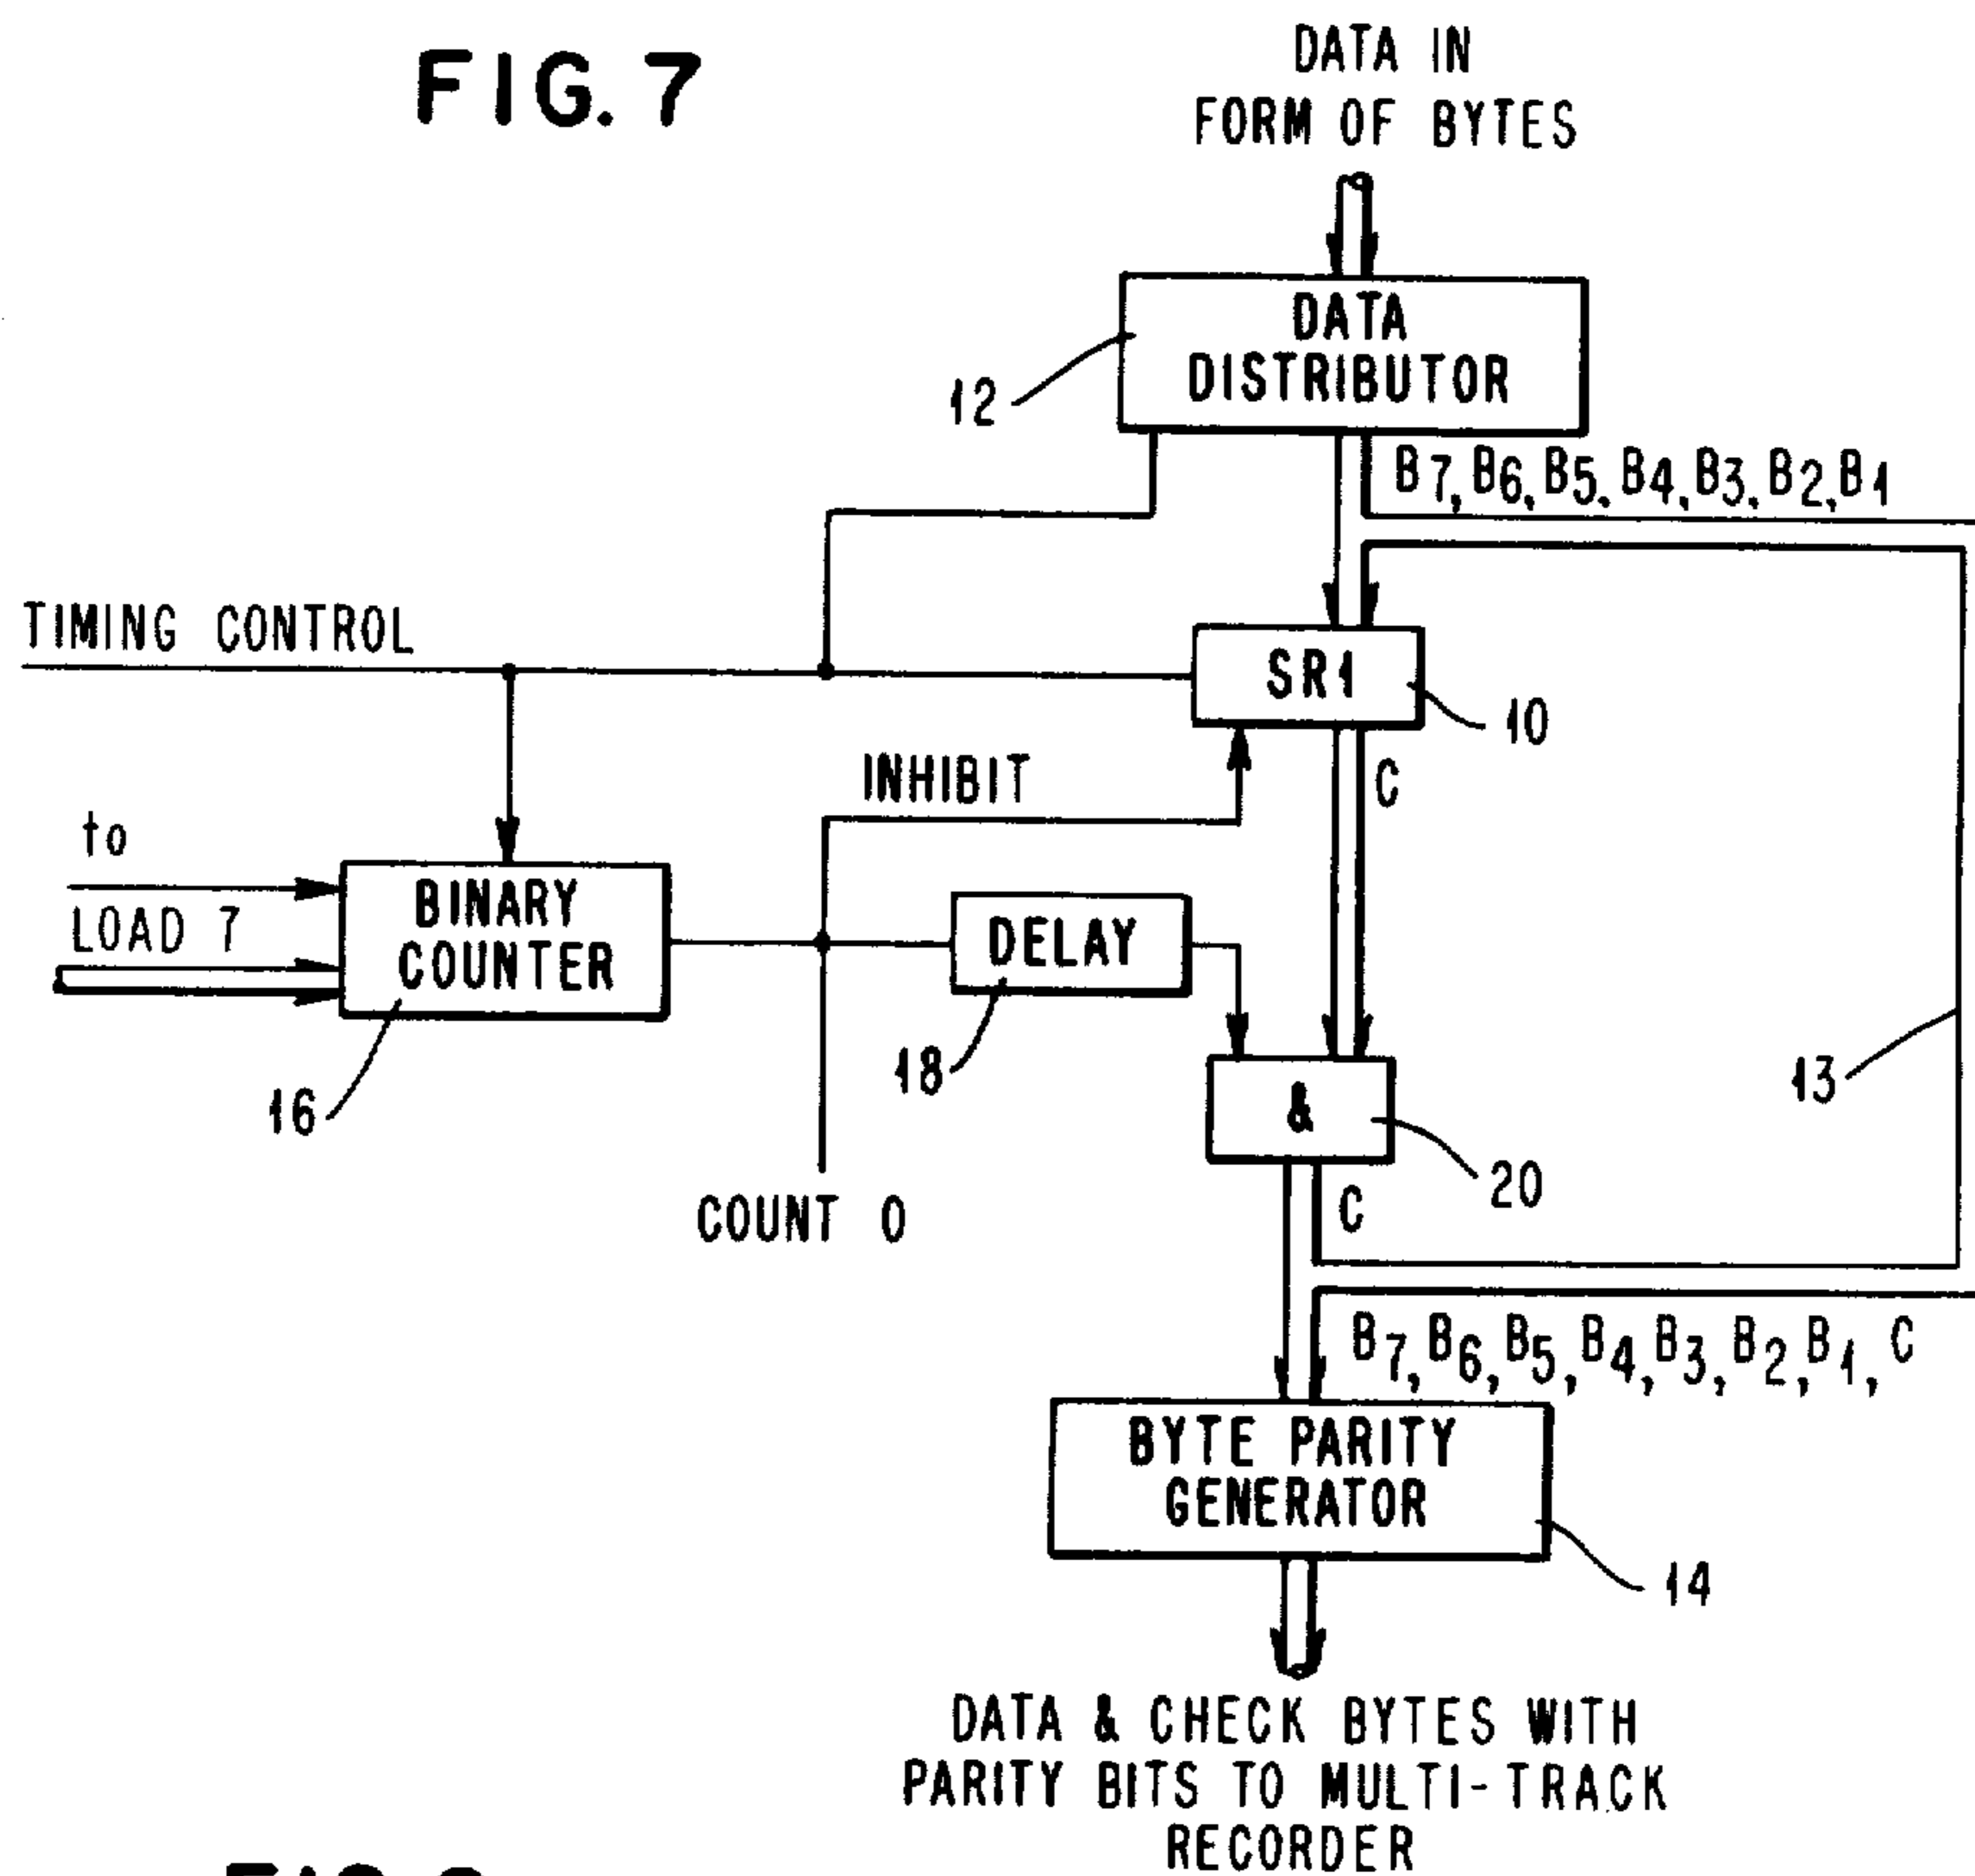 FIG. 7
DATA IN
FORM OF BYTES
DATA
DISTRIBUTOR
12
B7, B6, B5. B4, B3, B2, B1
TIMING CONTROL
SR1
10
INHIBIT
C
to
LOAD 7
BINARY
COUNTER
DELAY
16
18
&
13
20
COUNT 0
C
B7, B6, B5, B4, B3, B2, B1, C
BYTE PARITY
GENERATOR
14
DATA & CHECK BYTES WITH
PARITY BITS TO MULTI-TRACK
RECORDER